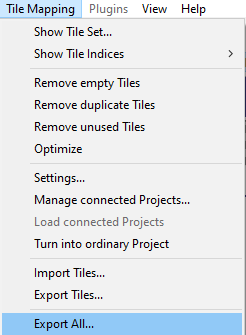 Tile Mapping Plugins View Help
Show Tile Set...
Show Tile Indices
Remove empty Tiles
Remove duplicate Tiles
Remove unused Tiles
Optimize
Settings...
Manage connected Projects...
Load connected Projects
Turn into ordinary Project
Import Tiles...
Export Tiles...
Export All...